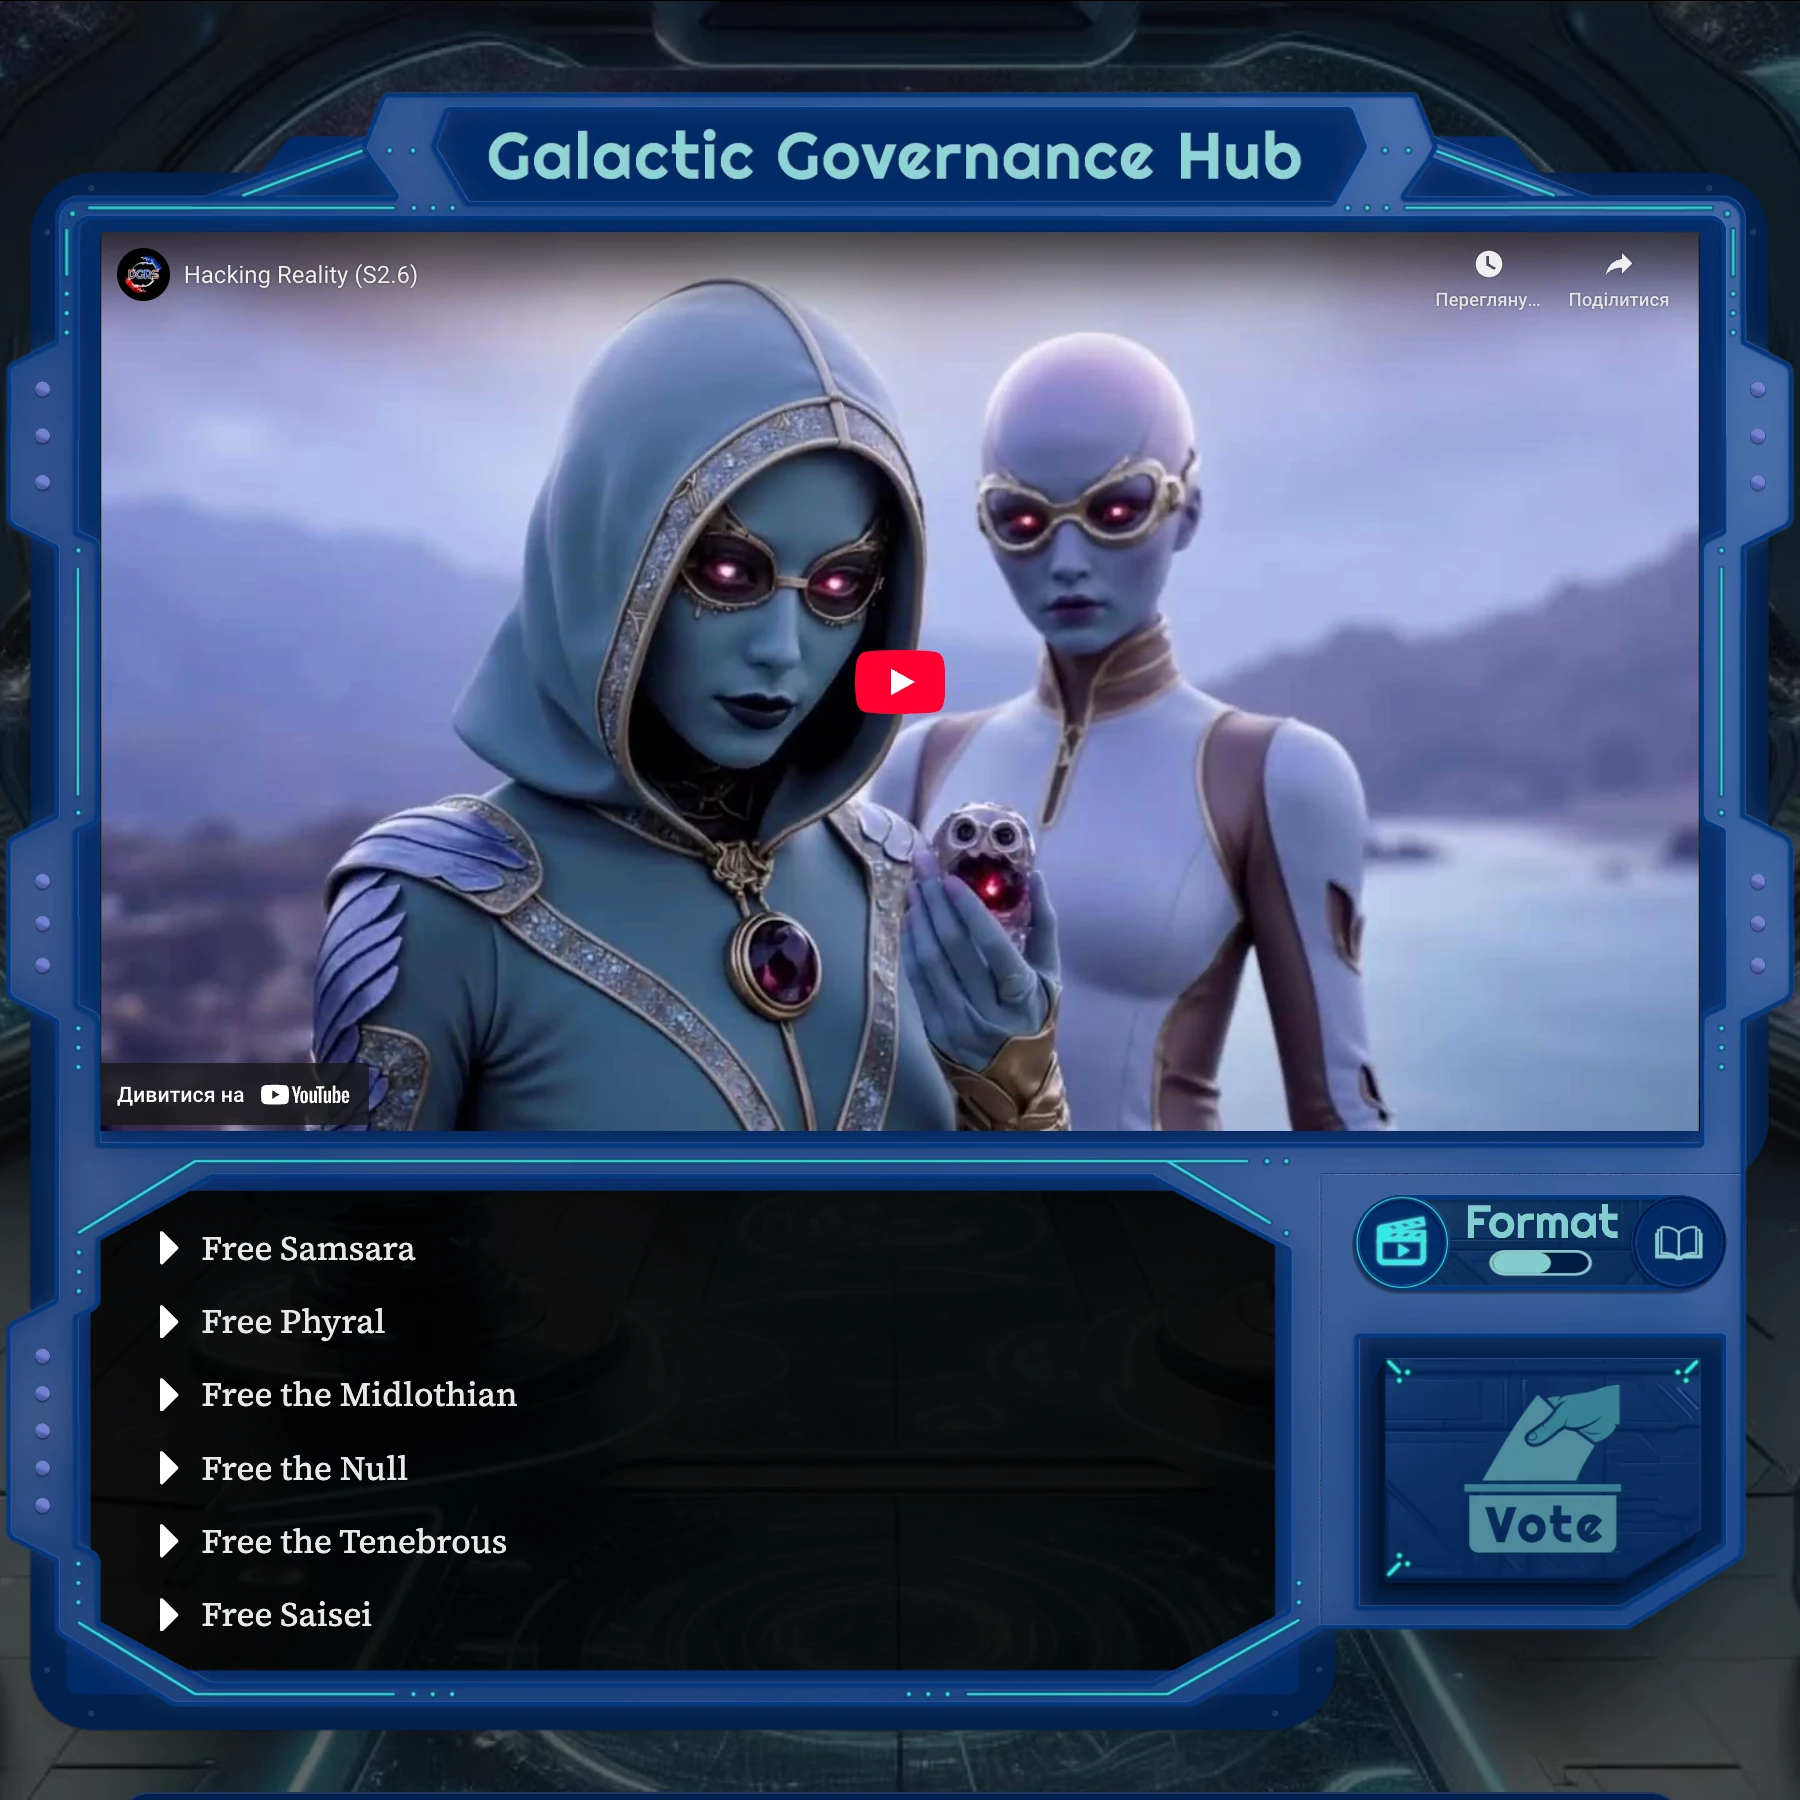 Galactic Governance Hub
Hacking Reality (S2.6)
Перегляну...
Поділитися
Дивитися на YouTube
Free Samsara
Free Phyral
Free the Midlothian
Free the Null
Free the Tenebrous
Free Saisei
Format
Vote